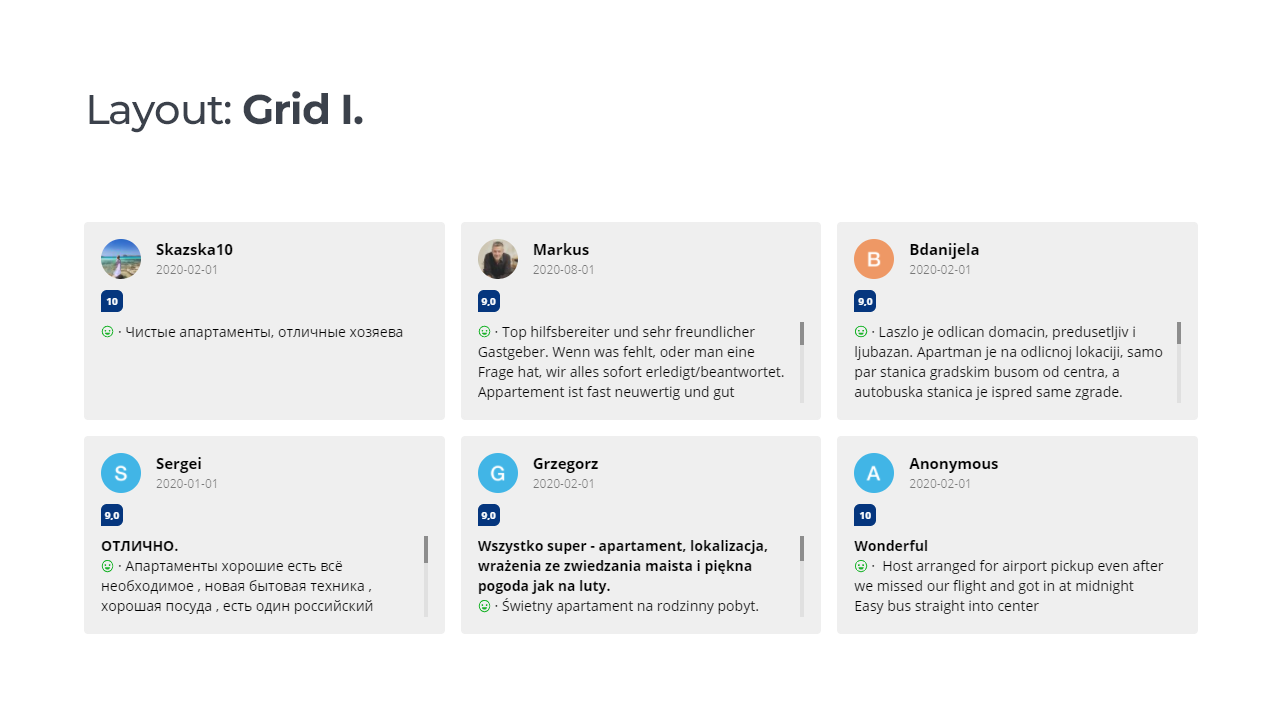 Layout: Grid I.
Skazska10
2020-02-01
10
· Чистые апартаменты, отличные хозяева
Markus
2020-08-01
9,0
· Top hilfsbereiter und sehr freundlicher
Gastgeber. Wenn was fehlt, oder man eine
Frage hat, wir alles sofort erledigt/beantwortet.
Appartement ist fast neuwertig und gut
B
Bdanijela
2020-02-01
9,0
· Laszlo je odlican domacin, predusetljiv i
ljubazan. Apartman je na odlicnoj lokaciji, samo
par stanica gradskim busom od centra, a
autobuska stanica je ispred same zgrade.
S
Sergei
2020-01-01
9,0
ОТЛИЧНО.
· Апартаменты хорошие есть всё
необходимое , новая бытовая техника ,
хорошая посуда , есть один российский
G
Grzegorz
2020-02-01
9,0
Wszystko super - apartament, lokalizacja,
wrażenia ze zwiedzania maista i piękna
pogoda jak na luty.
· Świetny apartament na rodzinny pobyt.
A
Anonymous
2020-02-01
10
Wonderful
· Host arranged for airport pickup even after
we missed our flight and got in at midnight
Easy bus straight into center